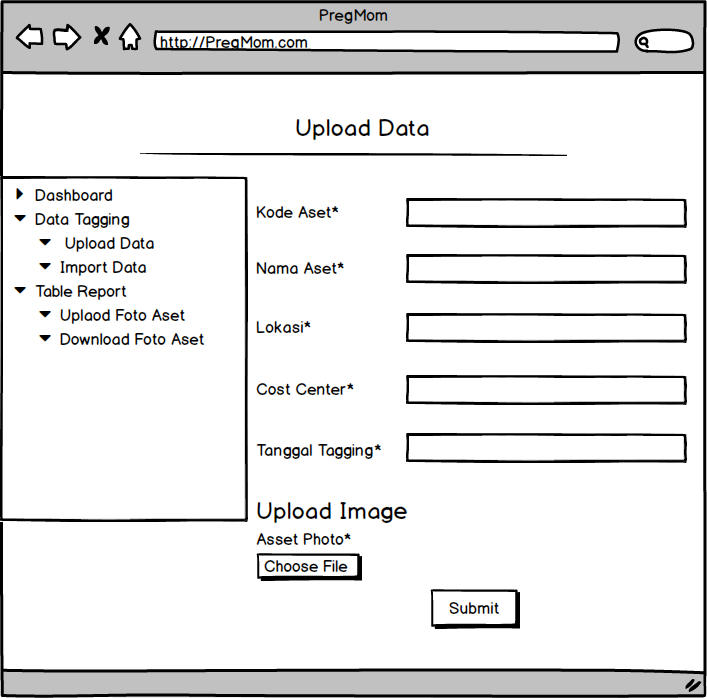 PregMom
http://PregMom.com
Upload Data
Dashboard
Data Tagging
Upload Data
Import Data
Table Report
Uplaod Foto Aset
Download Foto Aset
Kode Aset*
Nama Aset*
Lokasi*
Cost Center*
Tanggal Tagging*
Upload Image
Asset Photo*
Choose File
Submit